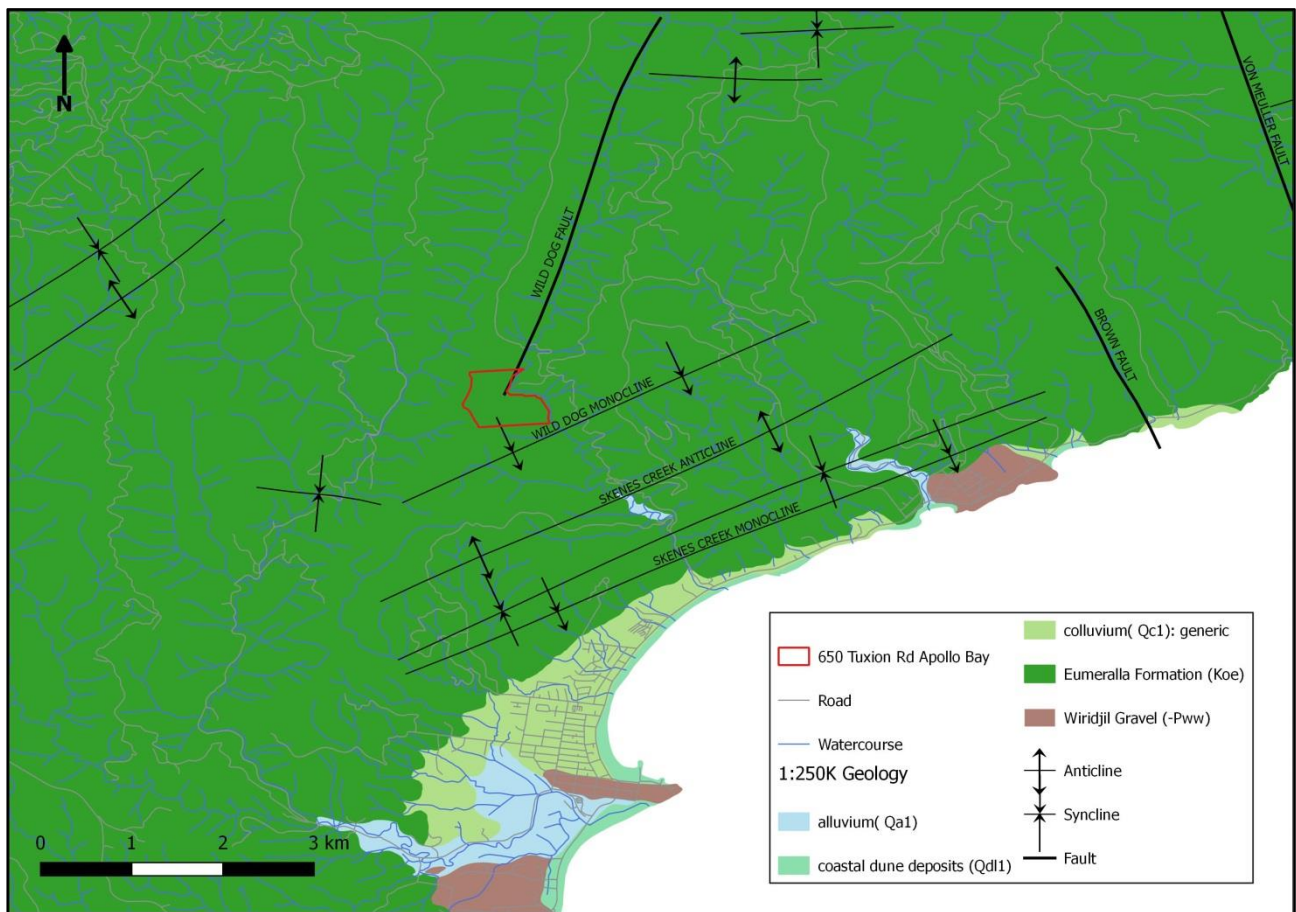 N
VON MEULLER FAULT
WILD DOG FAULT
BROWN FAULT
WILD DOG MONOCLINE
SKENES CREEK ANTICLINE
SKENES CREEK MONOCLINE
0 1 2 3 km
650 Tuxion Rd Apollo Bay
Road
Watercourse
1:250K Geology
alluvium( Qa1)
coastal dune deposits (Qdl1)
colluvium( Qc1): generic
Eumeralla Formation (Koe)
Wiridjil Gravel (-Pww)
Anticline
Syncline
Fault